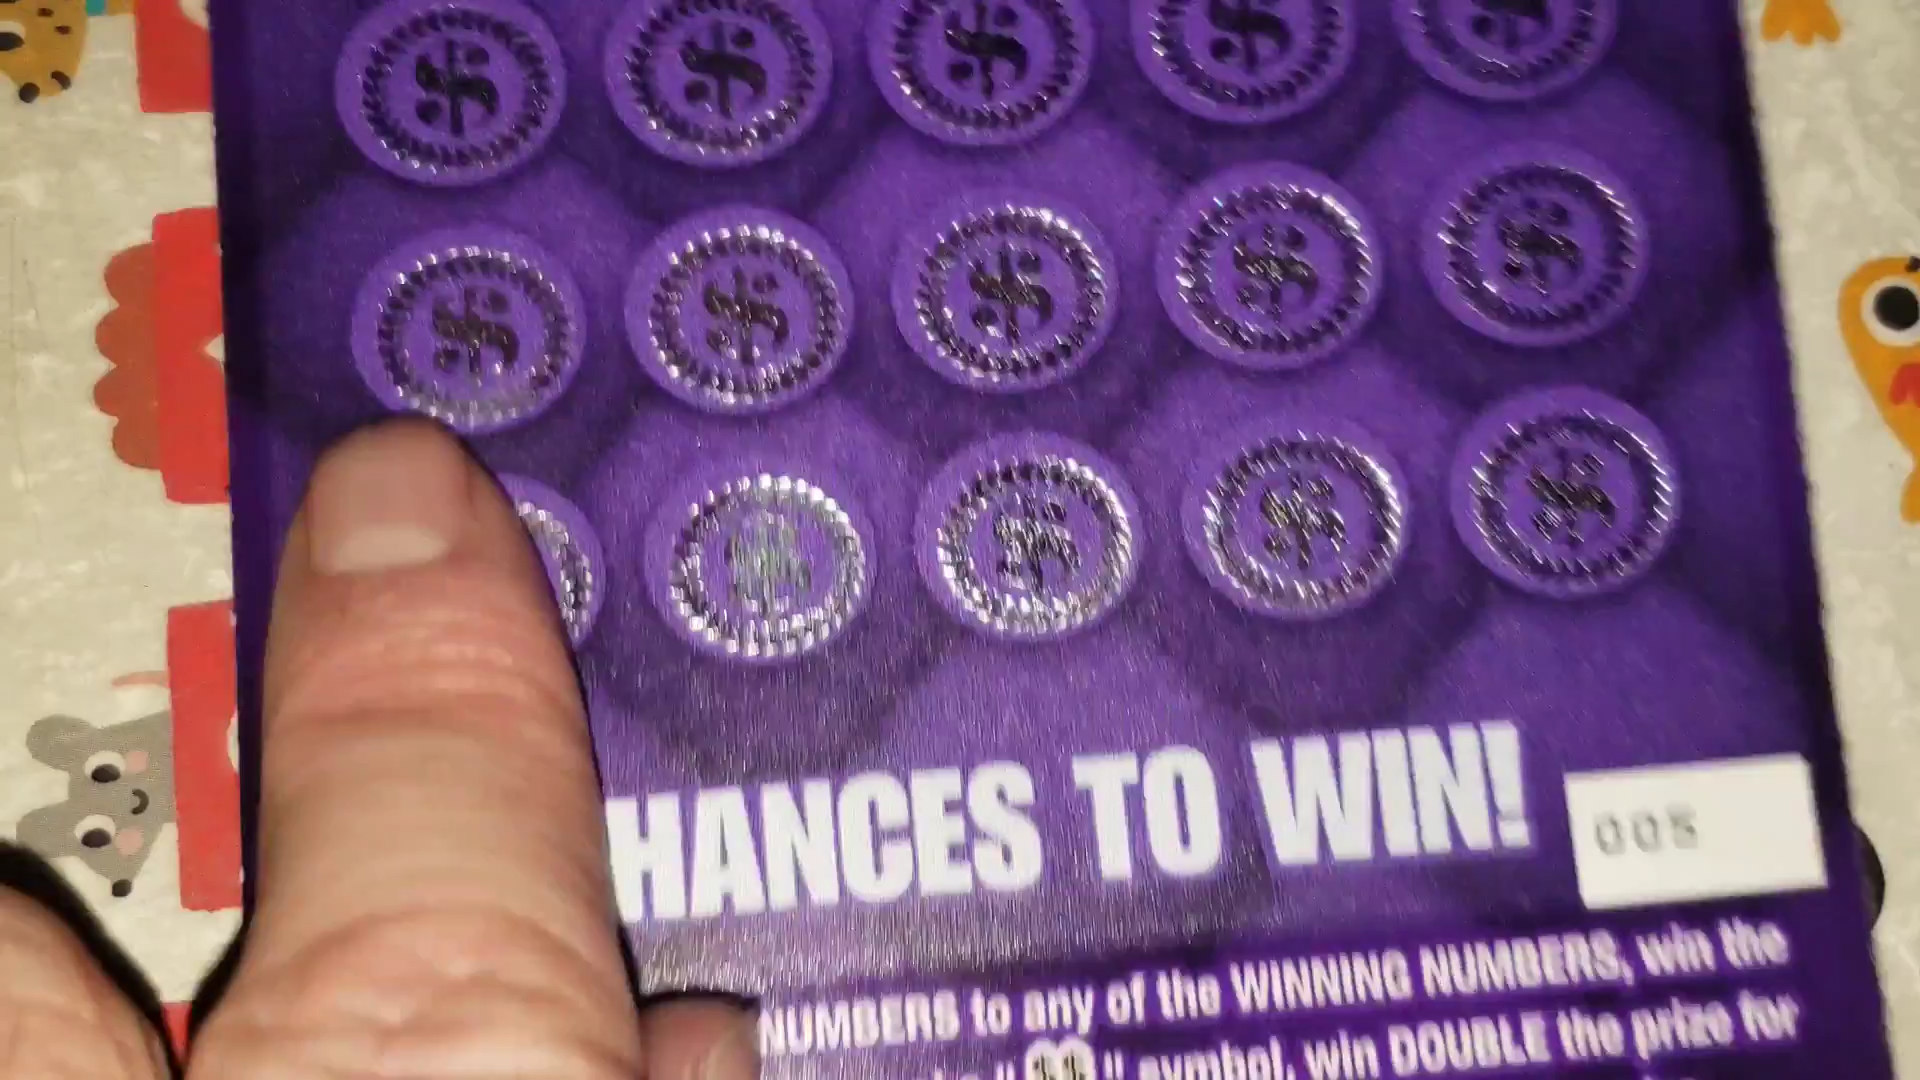 HANCES TO WIN!
005
NUMBERS to any of the WINNING NUMBERS, win the
"$$" symbol, win DOUBLE the prize for